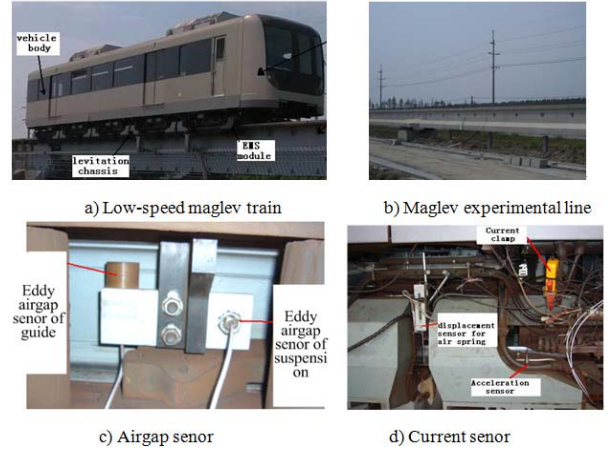 vehicle
body
levitation
chassis
EMS
module
a) Low-speed maglev train
b) Maglev experimental line
Eddy
airgap
senor of
guide
Eddy
airgap
senor of
suspensi
on
Current
clamp
displacement
sensor for
air spring
Acceleration
sensor
c) Airgap senor
d) Current senor